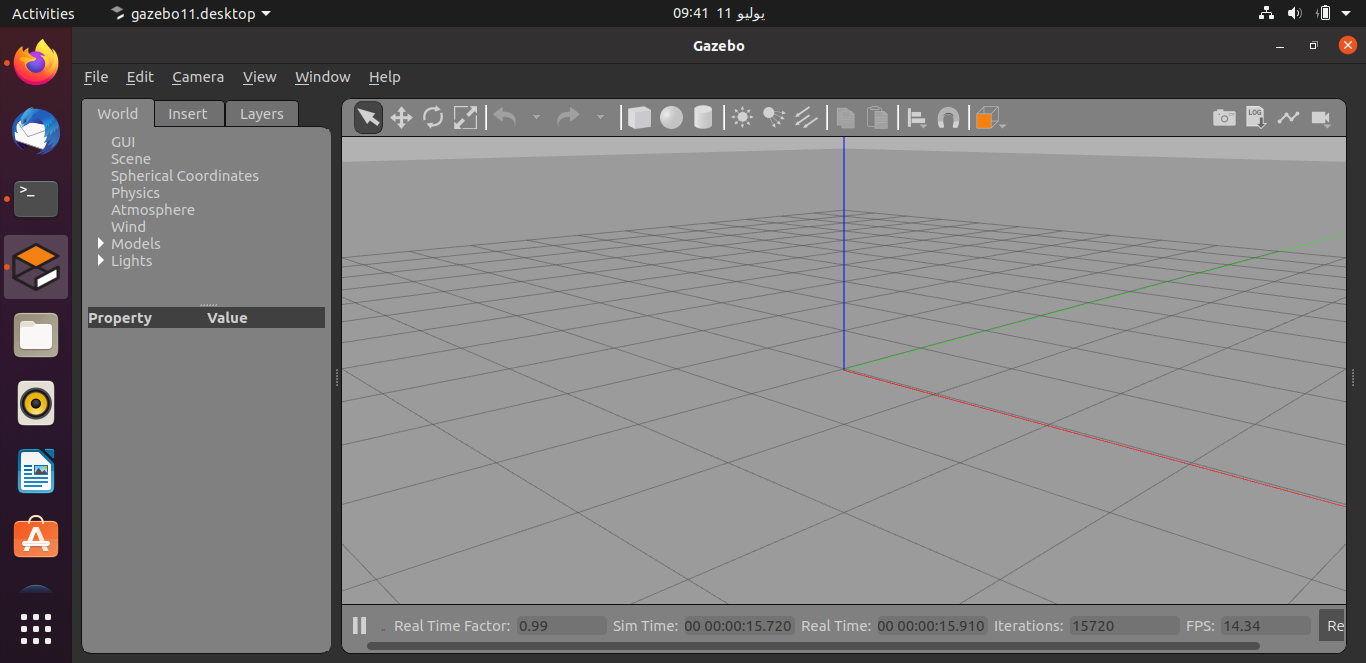 Activities gazebo11.desktop 09:41 11 يوليو
Gazebo
File Edit Camera View Window Help
World Insert Layers
LOG
GUI
Scene
Spherical Coordinates
Physics
Atmosphere
Wind
Models
Lights
Property Value
Real Time Factor: 0.99 Sim Time: 00 00:00:15.720 Real Time: 00 00:00:15.910 Iterations: 15720 FPS: 14.34 Re